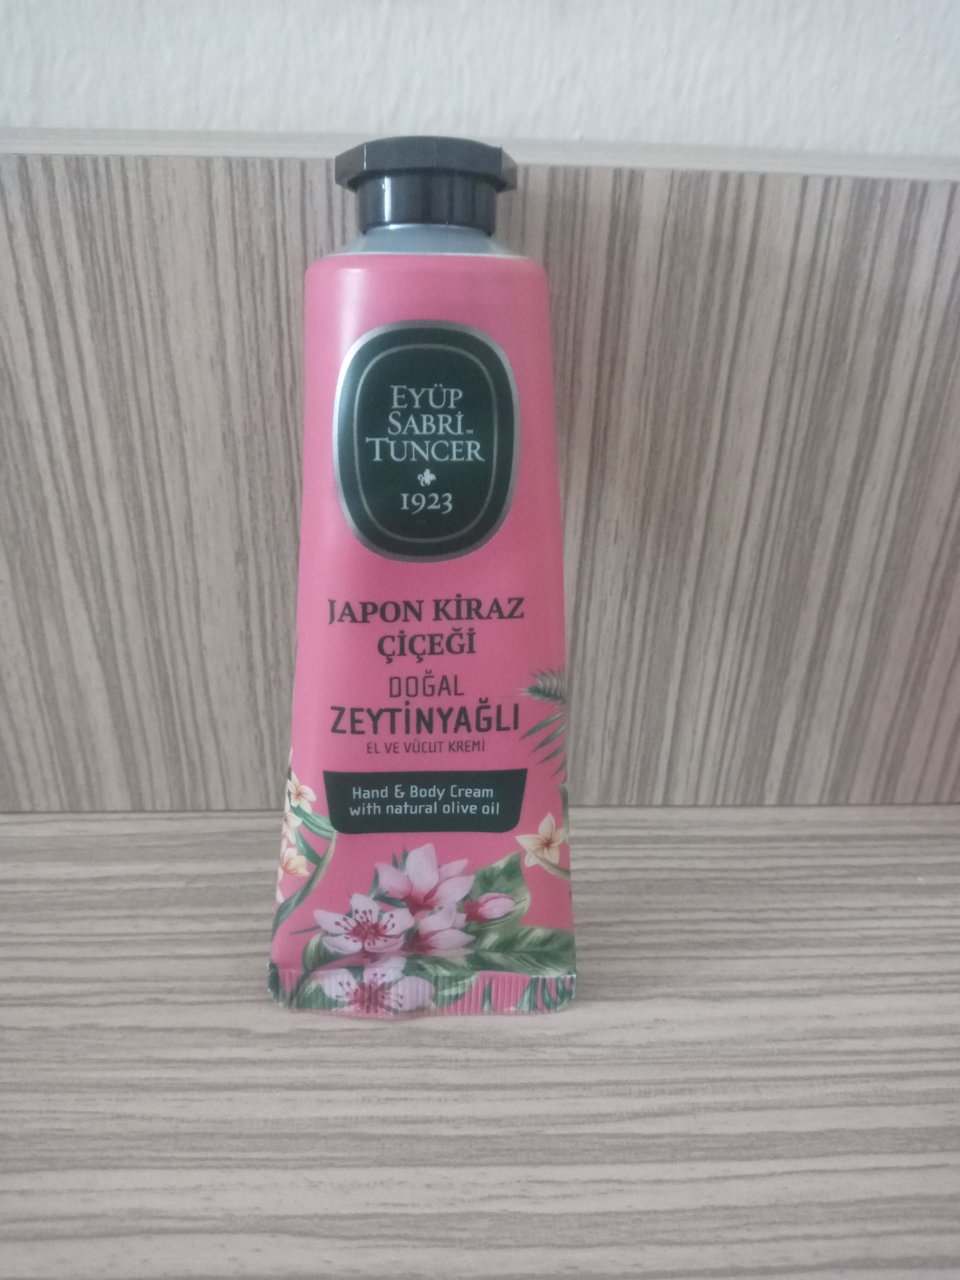 EYÜP
SABRİ™
TUNCER
1923
JAPON KİRAZ
ÇİÇEĞİ
DOĞAL
ZEYTİNYAĞLI
EL VE VÜCUT KREMİ
Hand & Body Cream
with natural olive oil